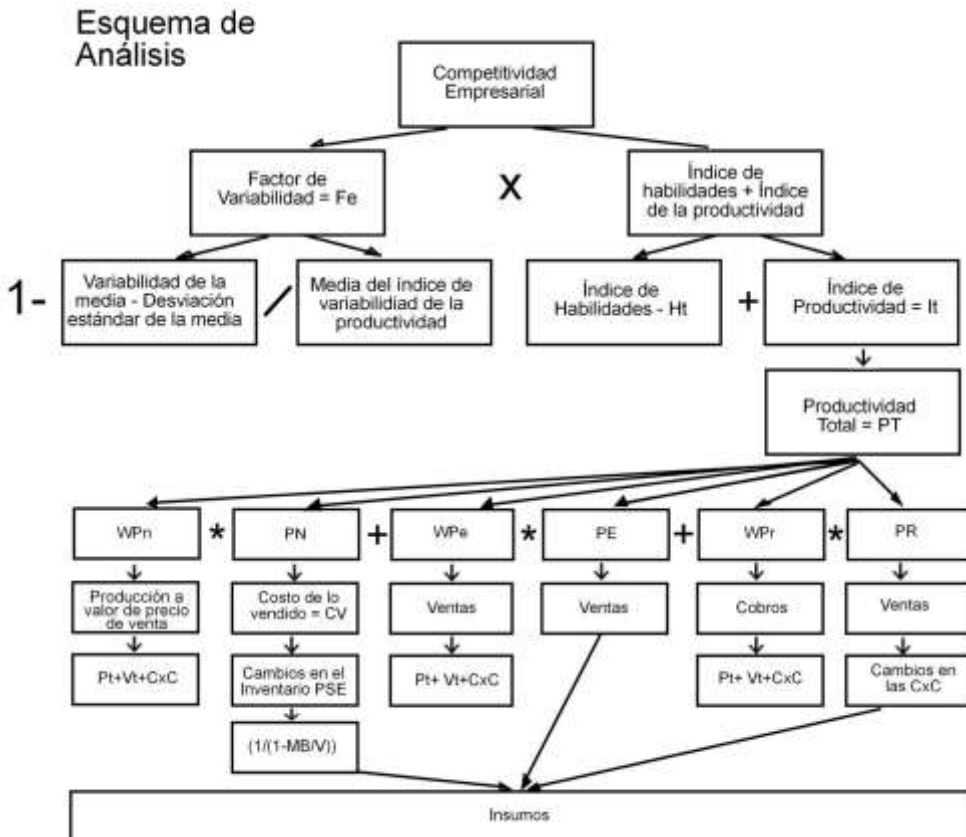 Esquema de
Análisis
Competitividad
Empresarial
Factor de
Variabilidad = Fe
X
Índice de
habilidades + Índice
de la productividad
1-
Variabilidad de la
media - Desviación
estándar de la media
/
Media del índice de
variabilidiad de la
productividad
Índice de
Habilidades - Ht
+
Índice de
Productividad = It
Productividad
Total = PT
WPn
*
PN
+
WPe
*
PE
+
WPr
*
PR
Producción a
valor de precio
de venta
Costo de lo
vendido = CV
Ventas
Ventas
Cobros
Ventas
Pt+Vt+CxC
Cambios en el
Inventario PSE
Pt+ Vt+CxC
Pt+ Vt+CxC
Cambios en
las CxC
(1/(1-MB/V))
Insumos